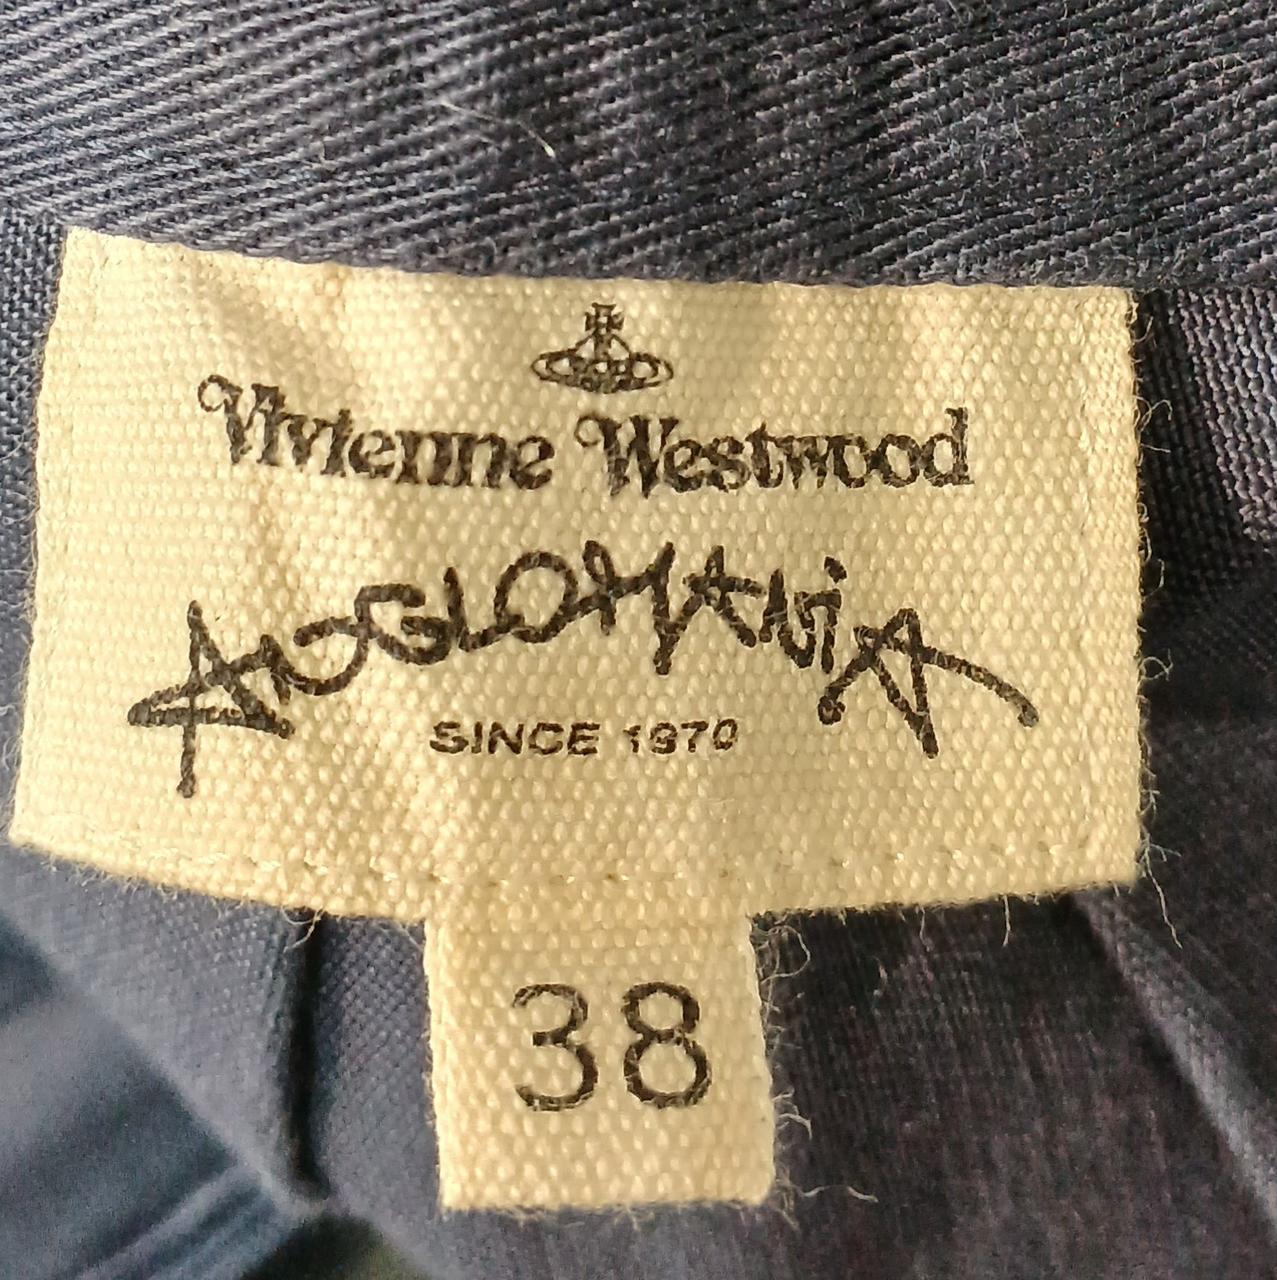 Vivienne Westwood
ANGLOMANiA
SINCE 1970
38